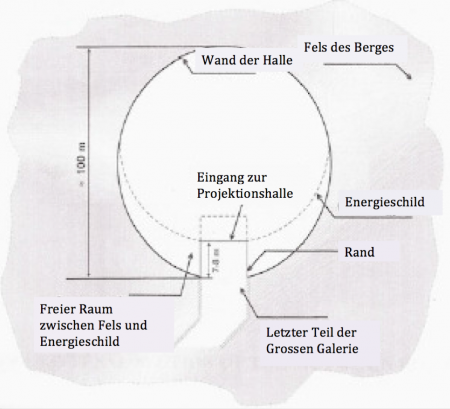 Fels des Berges
Wand der Halle
≈ 100 m
Eingang zur
Projektionshalle
Energieschild
7-8 m
Rand
Freier Raum
zwischen Fels und
Energieschild
Letzter Teil der
Grossen Galerie